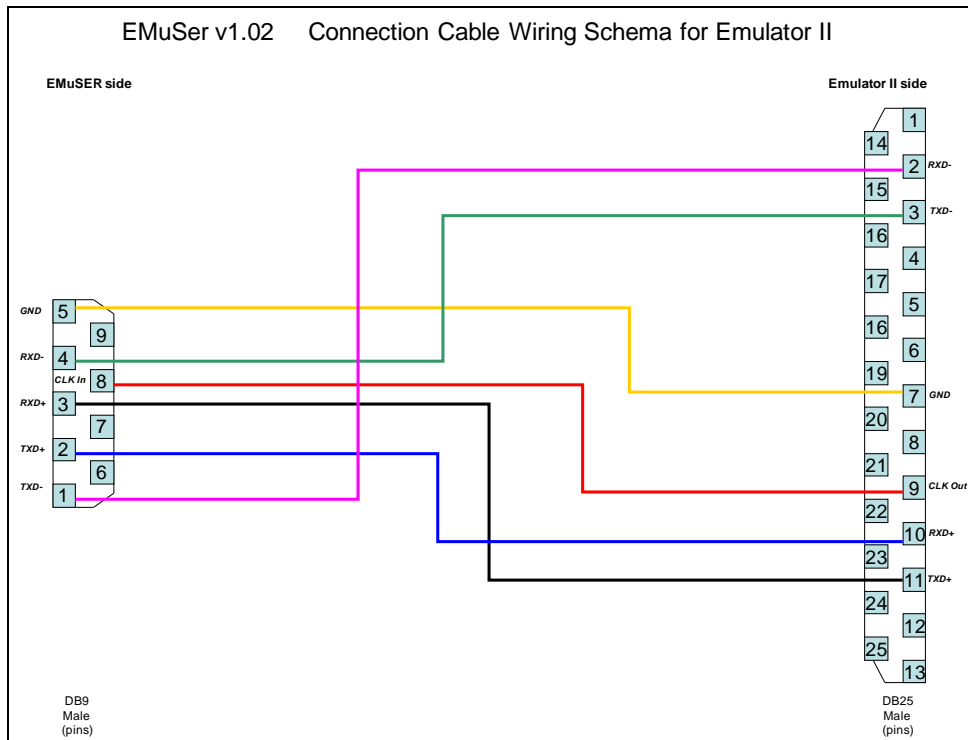 EMuSer v1.02 Connection Cable Wiring Schema for Emulator II
EMuSER side
Emulator II side
1
14
2 RXD-
15
3 TXD-
16
4
17
5
16
6
19
7 GND
20
8
21
9 CLK Out
22
10 RXD+
23
11 TXD+
24
12
25
13
GND 5
9
RXD- 4
CLK In 8
RXD+ 3
7
TXD+ 2
6
TXD- 1
DB9
Male
(pins)
DB25
Male
(pins)